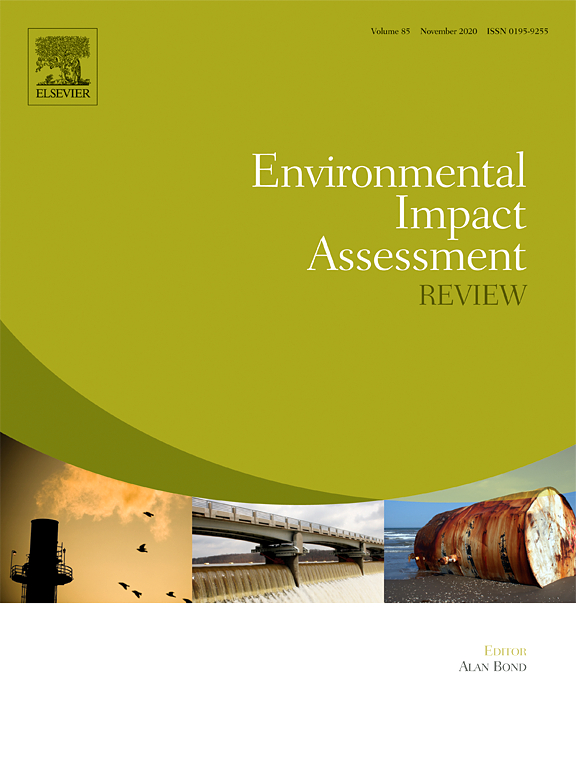 Volume 85 November 2020 ISSN 0195-9255
ELSEVIER
Environmental
Impact
Assessment
REVIEW
EDITOR
ALAN BOND